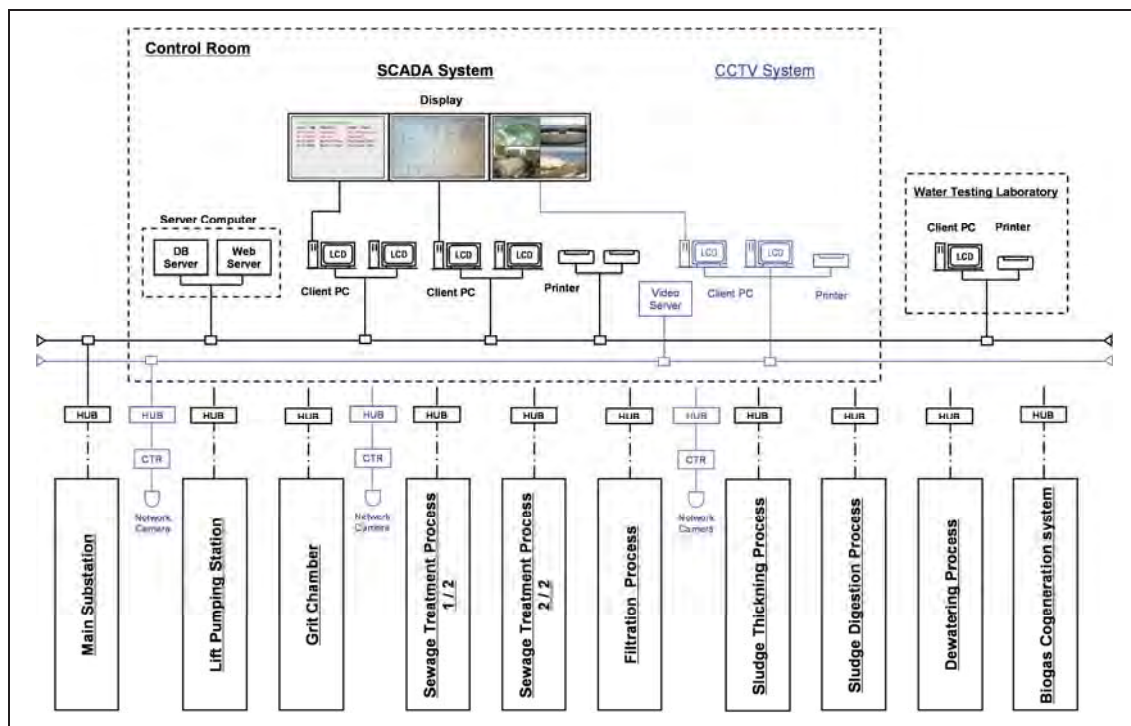 Control Room
SCADA System
CCTV System
Display
Water Testing Laboratory
Server Computer
Client PC
Printer
DB
Server
Web
Server
LCD
LCD
LCD
LCD
LCD
LCD
LCD
Client PC
Client PC
Printer
Video
Server
Client PC
Printer
HUB
HUB
HUB
HUB
HUB
HUB
HUB
HUB
HUB
HUB
HUB
HUB
HUB
CTR
CTR
CTR
Network
Camera
Network
Camera
Network
Camera
Main Substation
Lift Pumping Station
Grit Chamber
Sewage Treatment Process
1 / 2
Sewage Treatment Process
2 / 2
Filtration Process
Sludge Thickning Process
Sludge Digestion Process
Dewatering Process
Biogas Cogeneration system